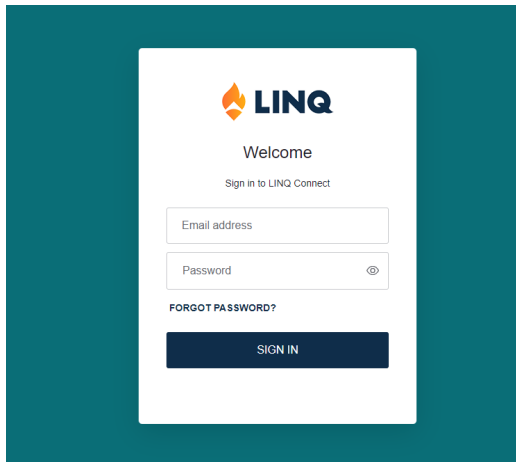 LINQ
Welcome
Sign in to LINQ Connect
Email address
Password
FORGOT PASSWORD?
SIGN IN